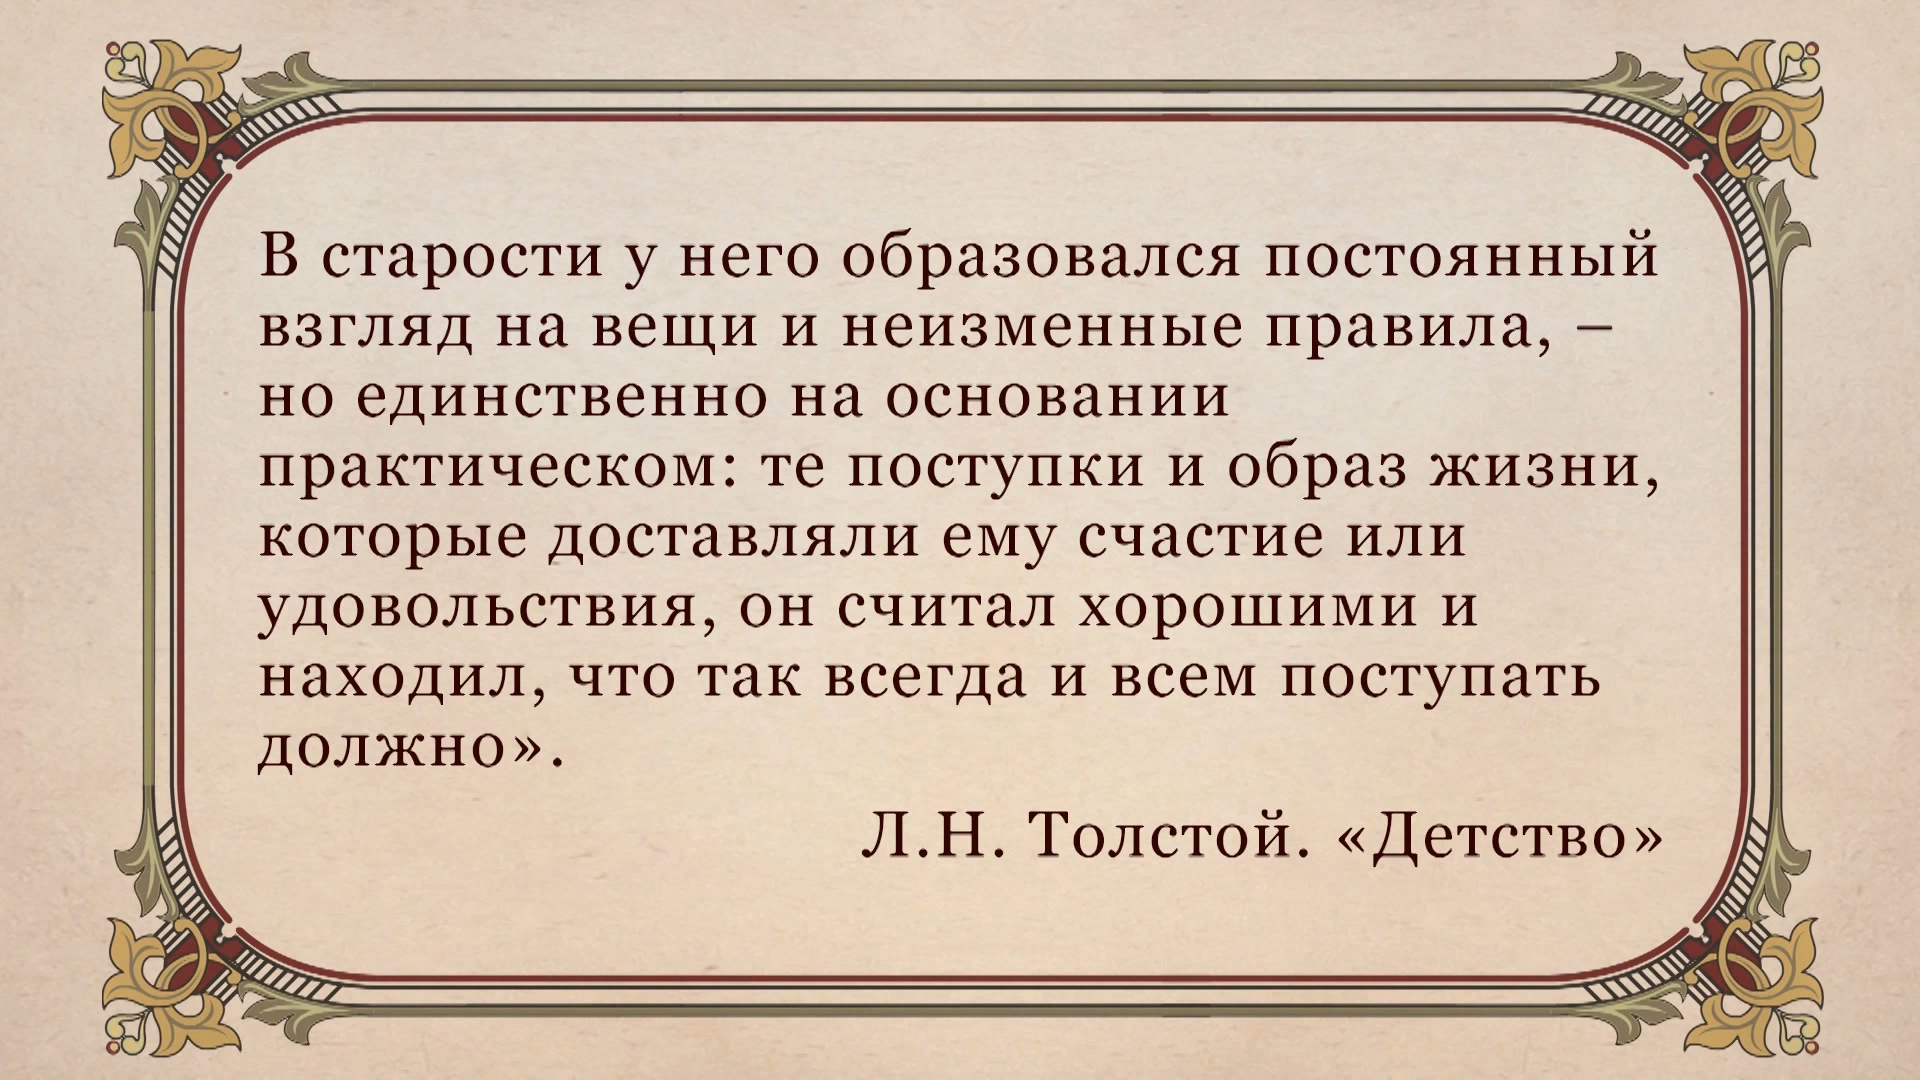 В старости у него образовался постоянный
взгляд на вещи и неизменные правила, –
но единственно на основании
практическом: те поступки и образ жизни,
которые доставляли ему счастие или
удовольствия, он считал хорошими и
находил, что так всегда и всем поступать
должно».
Л.Н. Толстой. «Детство»